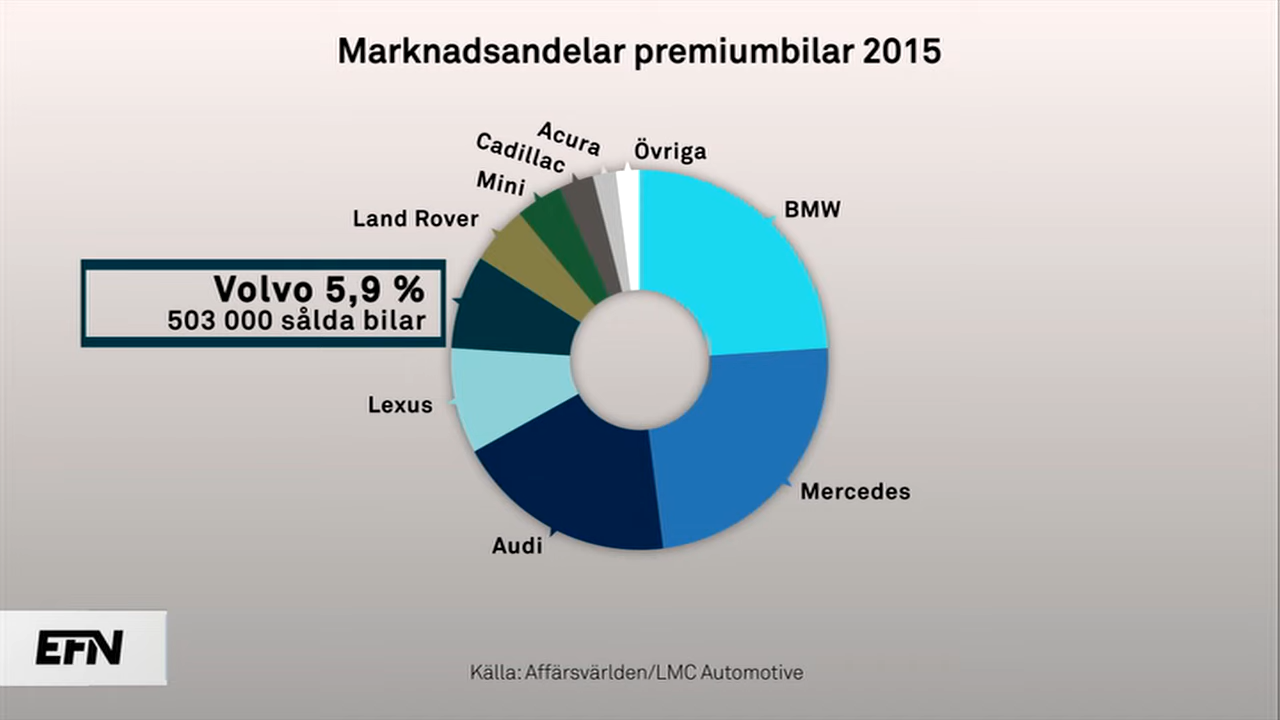 Marknadsandelar premiumbilar 2015
Acura
Övriga
Cadillac
Mini
BMW
Land Rover
Volvo 5,9 %
503 000 sålda bilar
Lexus
Mercedes
Audi
EFN
Källa: Affärsvärlden/LMC Automotive